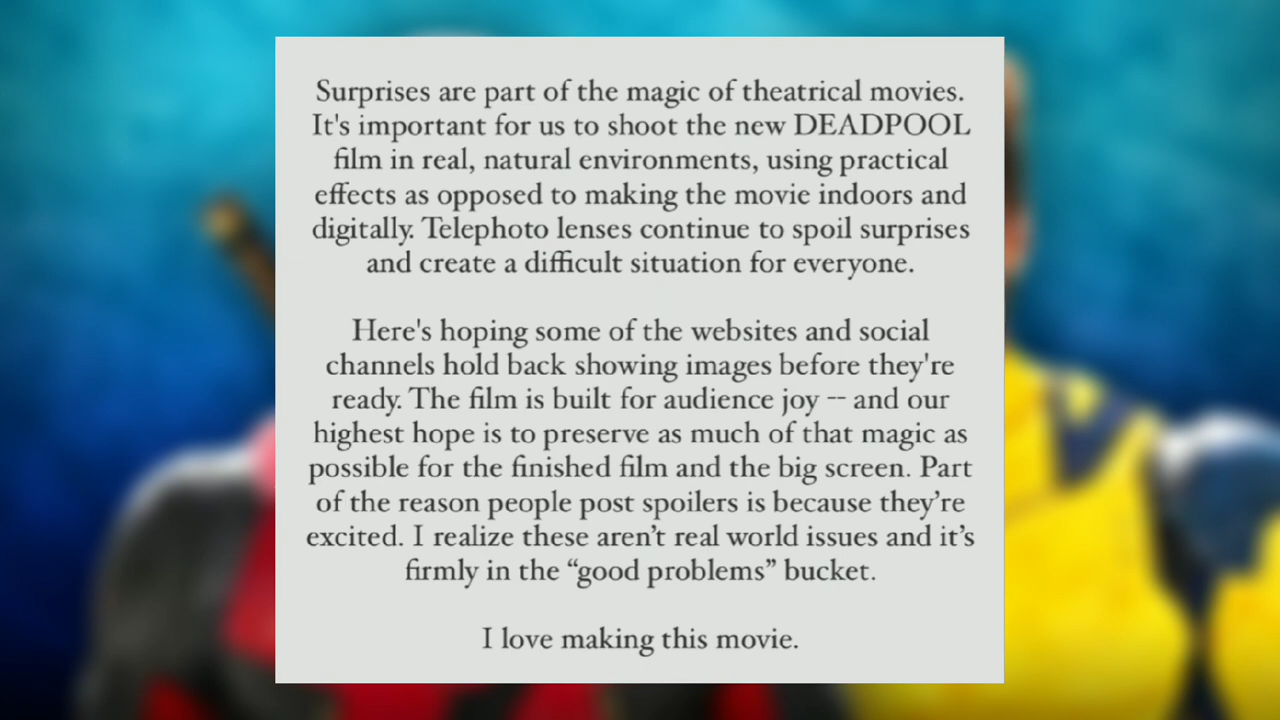 Surprises are part of the magic of theatrical movies.
It's important for us to shoot the new DEADPOOL
film in real, natural environments, using practical
effects as opposed to making the movie indoors and
digitally. Telephoto lenses continue to spoil surprises
and create a difficult situation for everyone.
Here's hoping some of the websites and social
channels hold back showing images before they're
ready. The film is built for audience joy -- and our
highest hope is to preserve as much of that magic as
possible for the finished film and the big screen. Part
of the reason people post spoilers is because they’re
excited. I realize these aren’t real world issues and it’s
firmly in the “good problems” bucket.
I love making this movie.